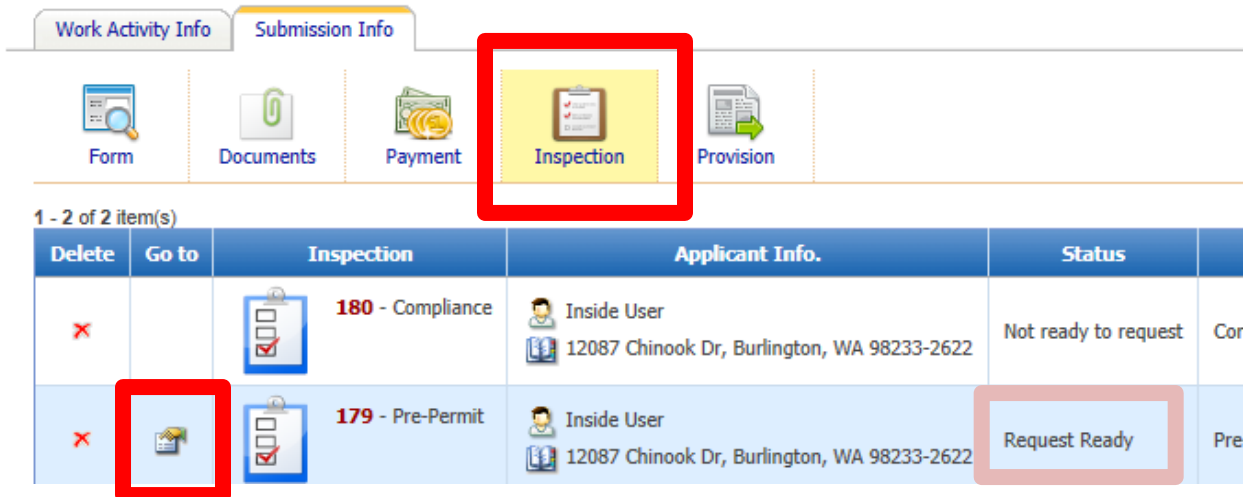 Work Activity Info Submission Info
Form Documents Payment Inspection Provision
1 - 2 of 2 item(s)
Delete Go to Inspection Applicant Info. Status
180 - Compliance
Inside User
12087 Chinook Dr, Burlington, WA 98233-2622
Not ready to request
179 - Pre-Permit
Inside User
12087 Chinook Dr, Burlington, WA 98233-2622
Request Ready
Pre